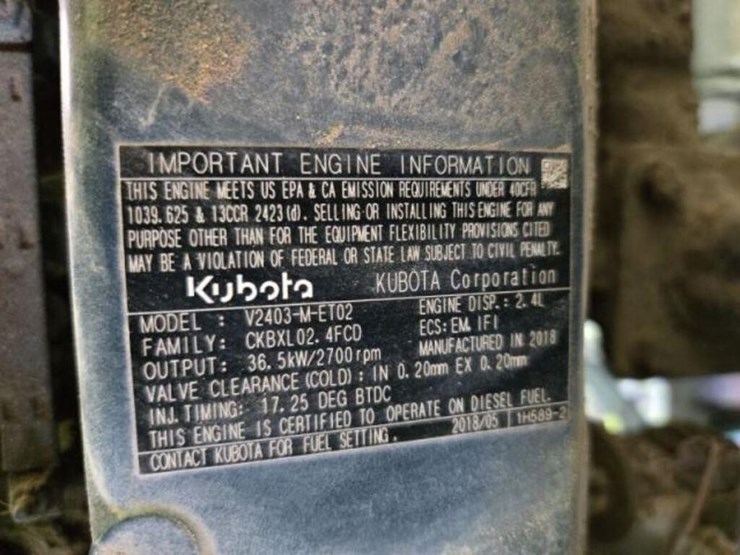 IMPORTANT ENGINE INFORMATION
THIS ENGINE MEETS US EPA & CA EMISSION REQUIREMENTS UNDER 40CFR
1039.625 & 13CCR 2423(d). SELLING OR INSTALLING THIS ENGINE FOR ANY
PURPOSE OTHER THAN FOR THE EQUIPMENT FLEXIBILITY PROVISIONS CITED
MAY BE A VIOLATION OF FEDERAL OR STATE LAW SUBJECT TO CIVIL PENALTY.
Kubota KUBOTA Corporation
MODEL : V2403-M-ET02 ENGINE DISP.: 2.4L
FAMILY: CKBXL02.4FCD ECS: EM IFI
OUTPUT: 36.5kW/2700rpm MANUFACTURED IN 2018
VALVE CLEARANCE (COLD) : IN 0.20mm EX 0.20mm
INJ. TIMING: 17.25 DEG BTDC
THIS ENGINE IS CERTIFIED TO OPERATE ON DIESEL FUEL.
CONTACT KUBOTA FOR FUEL SETTING. 2018/05 1H589-2